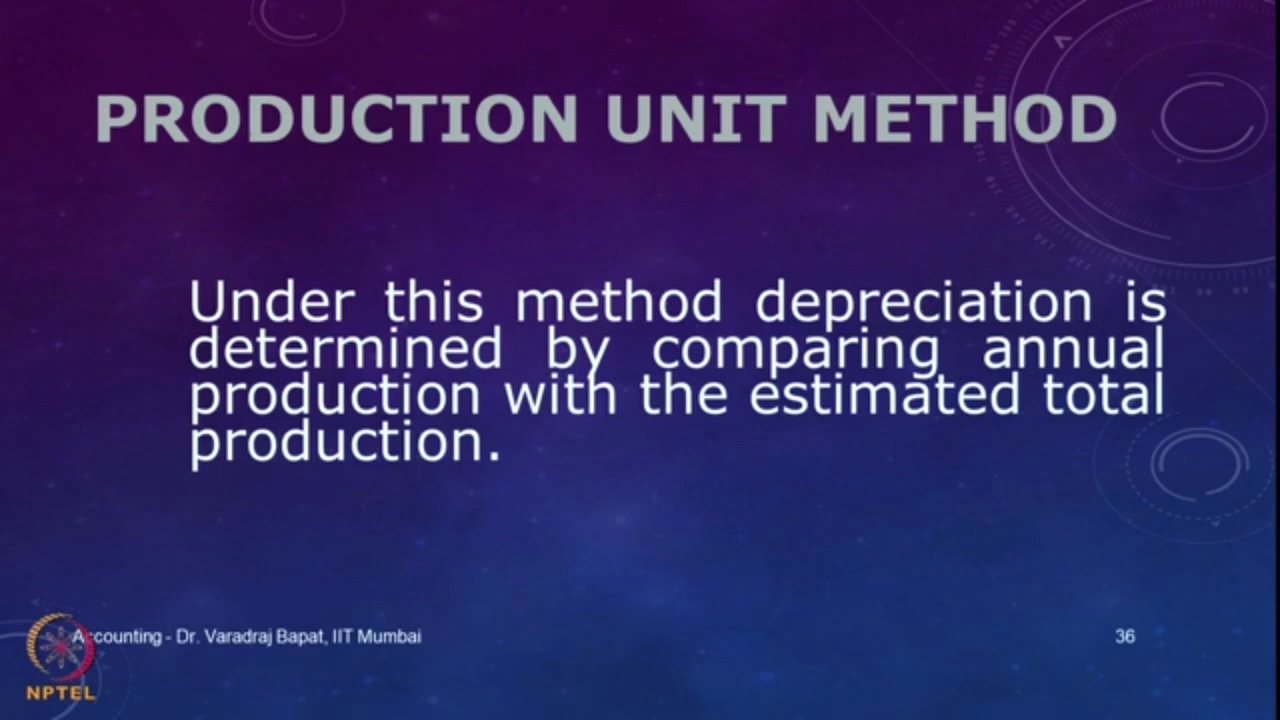 PRODUCTION UNIT METHOD
Under this method depreciation is
determined by comparing annual
production with the estimated total
production.
Accounting - Dr. Varadraj Bapat, IIT Mumbai
36
NPTEL